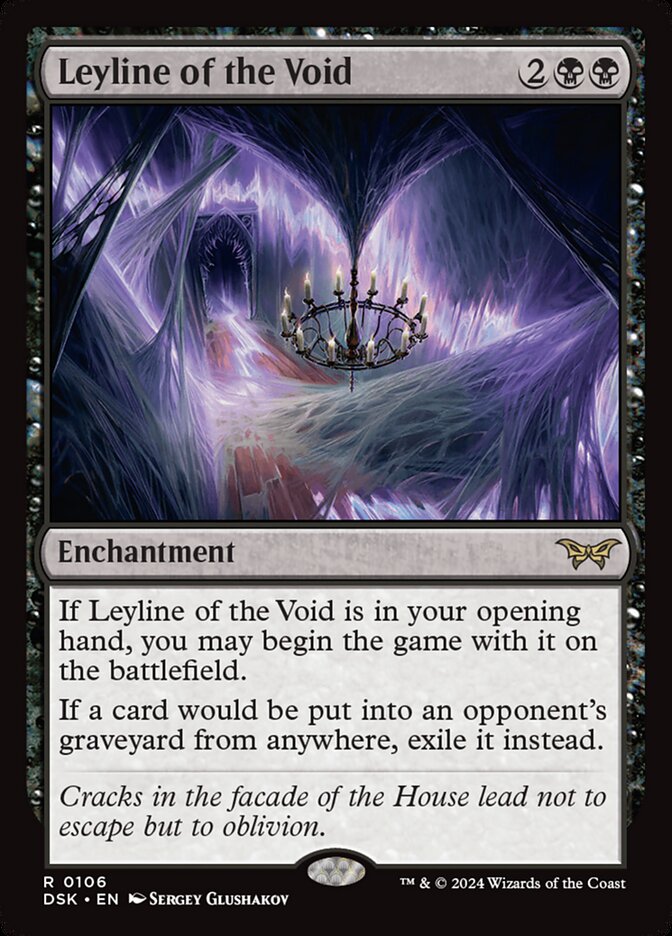 Leyline of the Void 2
Enchantment
If Leyline of the Void is in your opening
hand, you may begin the game with it on
the battlefield.
If a card would be put into an opponent's
graveyard from anywhere, exile it instead.
Cracks in the facade of the House lead not to
escape but to oblivion.
R 0106
DSK • EN Sergey Glushakov
™ & © 2024 Wizards of the Coast